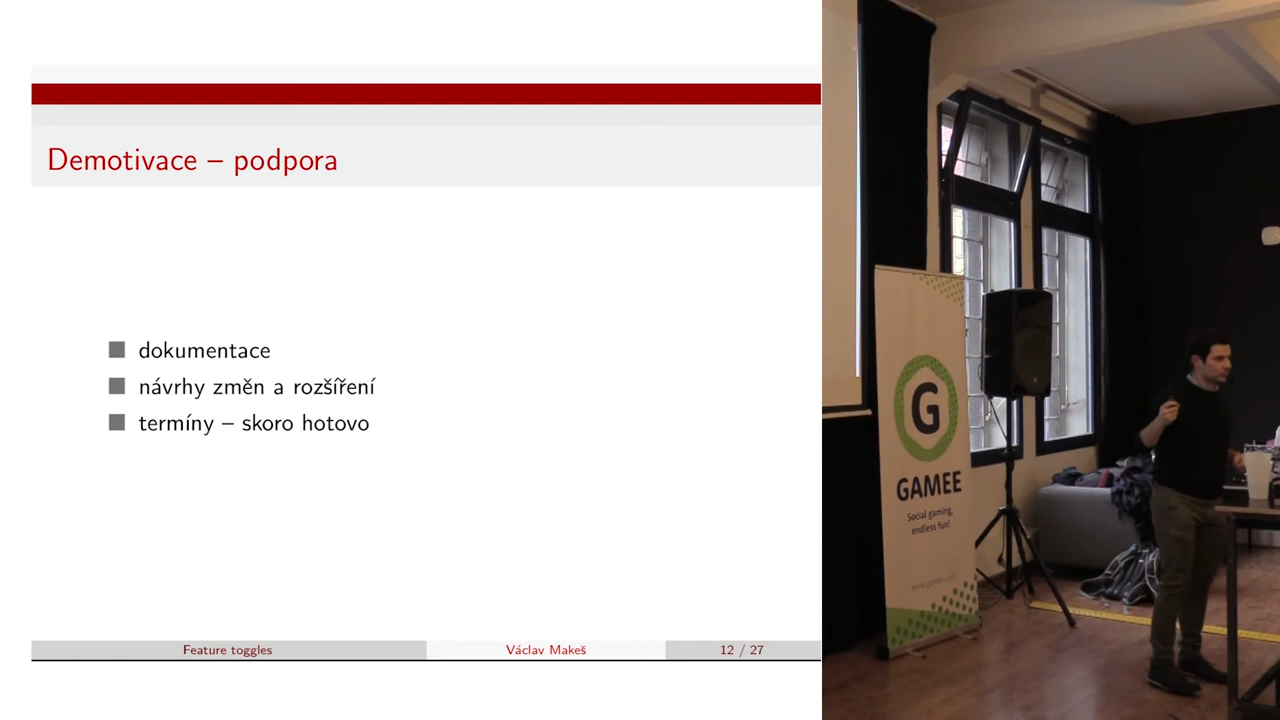 Demotivace – podpora
dokumentace
návrhy změn a rozšíření
termíny – skoro hotovo
Feature toggles
Václav Makeš
12 / 27
G
GAMEE
Social gaming,
endless fun!